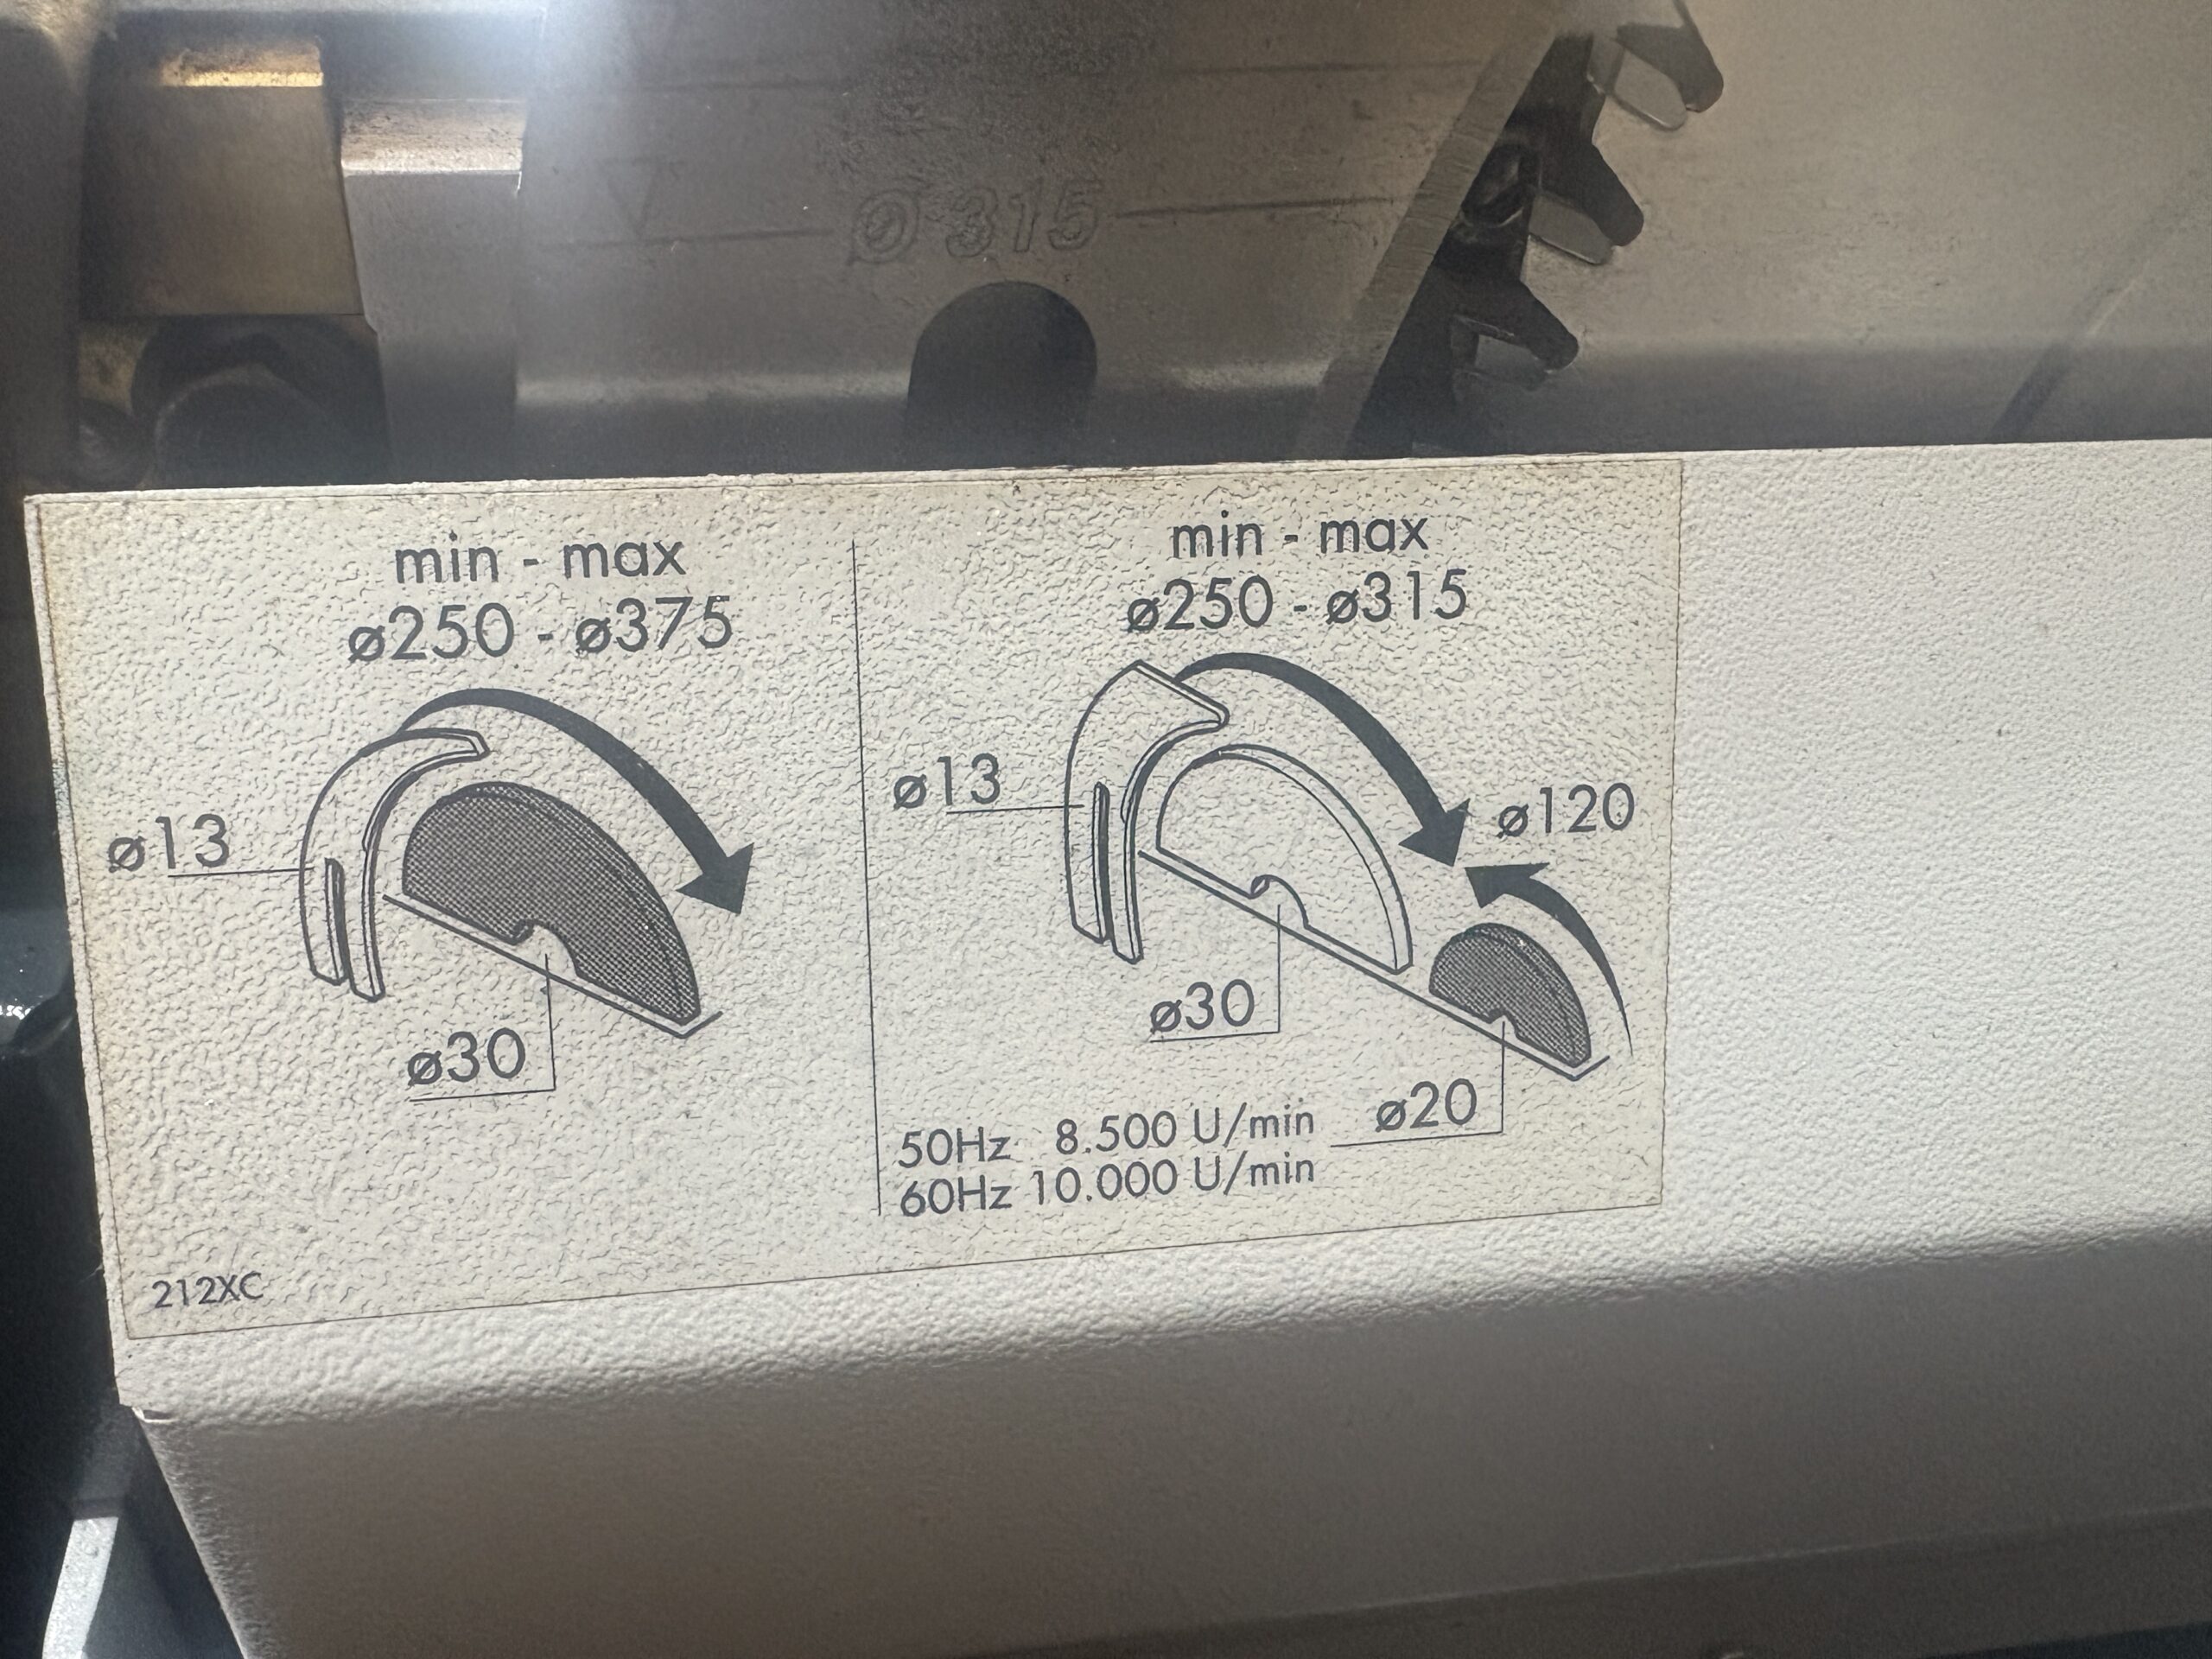 ø 315
min - max
ø250 - ø375
ø13
ø30
212XC
min - max
ø250 - ø315
ø13
ø120
ø30
ø20
50Hz 8.500 U/min
60Hz 10.000 U/min